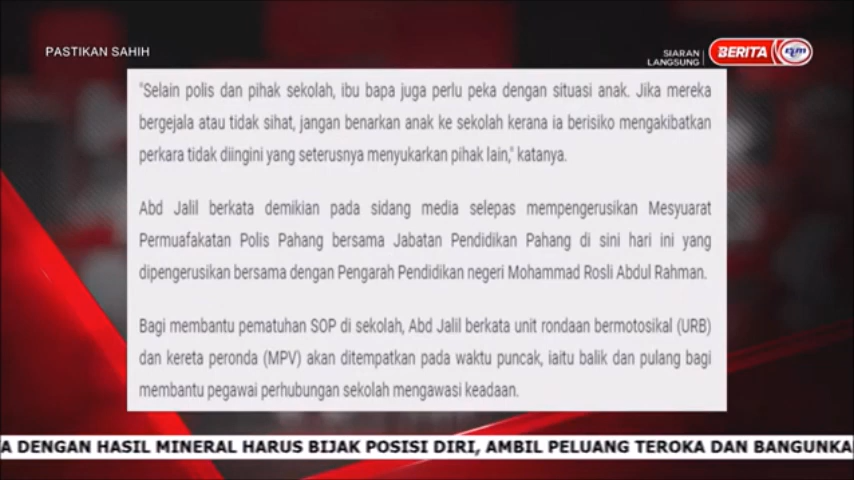 PASTIKAN SAHIH
SIARAN
LANGSUNG
BERITA
"Selain polis dan pihak sekolah, ibu bapa juga perlu peka dengan situasi anak. Jika mereka
bergejala atau tidak sihat, jangan benarkan anak ke sekolah kerana ia berisiko mengakibatkan
perkara tidak diingini yang seterusnya menyukarkan pihak lain," katanya.
Abd Jalil berkata demikian pada sidang media selepas mempengerusikan Mesyuarat
Permuafakatan Polis Pahang bersama Jabatan Pendidikan Pahang di sini hari ini yang
dipengerusikan bersama dengan Pengarah Pendidikan negeri Mohammad Rosli Abdul Rahman.
Bagi membantu pematuhan SOP di sekolah, Abd Jalil berkata unit rondaan bermotosikal (URB)
dan kereta peronda (MPV) akan ditempatkan pada waktu puncak, iaitu balik dan pulang bagi
membantu pegawai perhubungan sekolah mengawasi keadaan.
A DENGAN HASIL MINERAL HARUS BIJAK POSISI DIRI, AMBIL PELUANG TEROKA DAN BANGUNKA